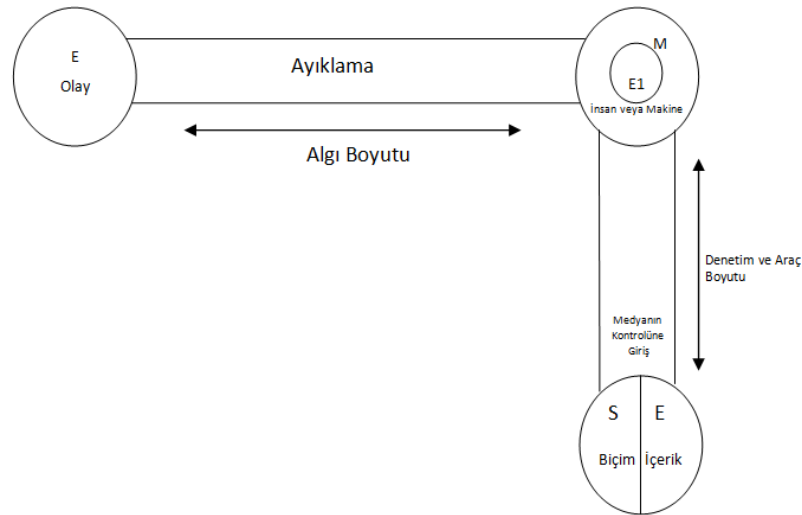 E
Olay
Ayıklama
Algı Boyutu
M
E1
İnsan veya Makine
Denetim ve Araç
Boyutu
Medyanın
Kontrolüne
Giriş
S E
Biçim İçerik